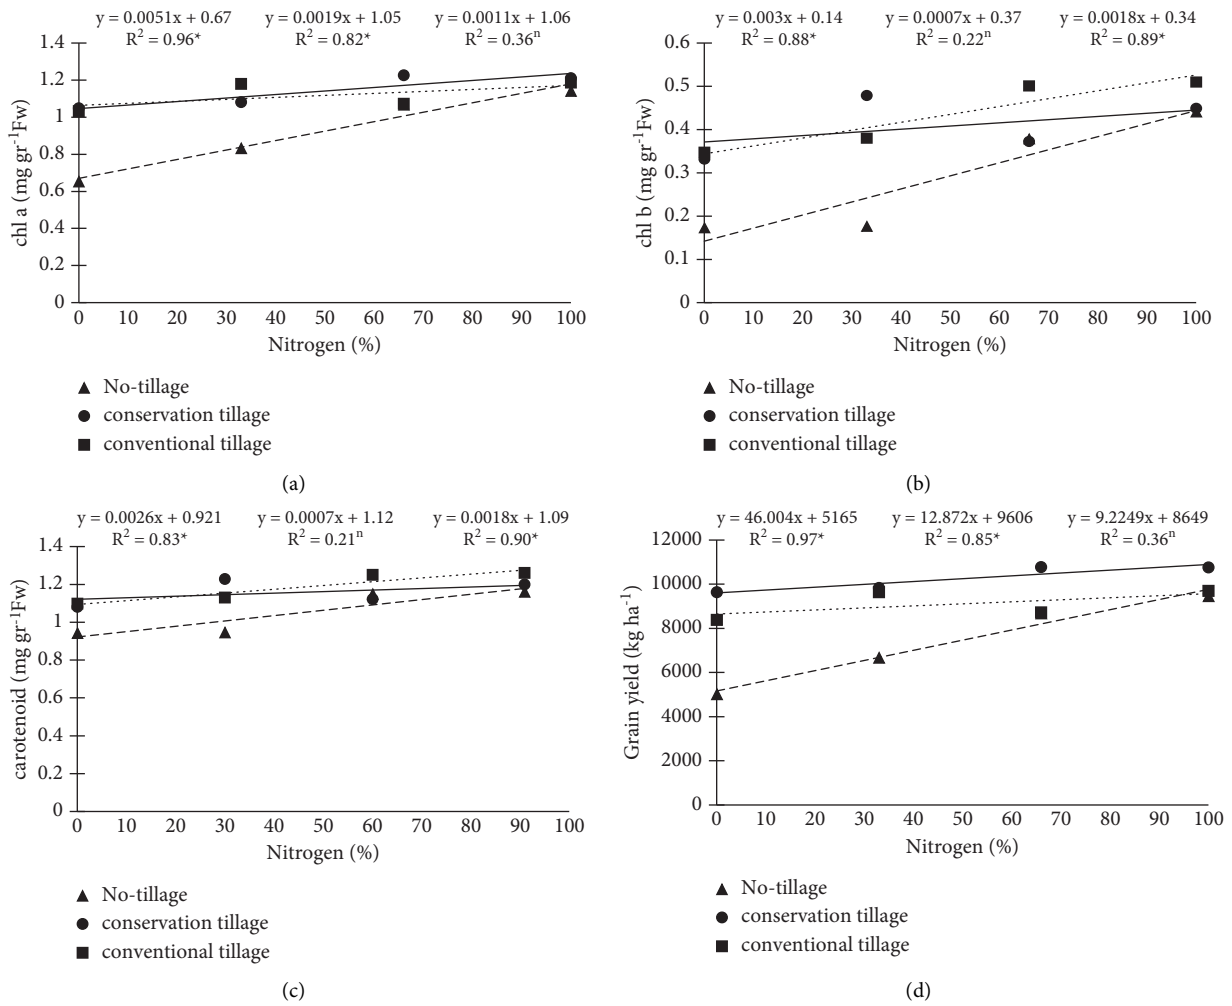 y = 0.0051x + 0.67 y = 0.0019x + 1.05 y = 0.0011x + 1.06
R² = 0.96* R² = 0.82* R² = 0.36ⁿ
1.4
1.2
1
0.8
0.6
0.4
0.2
0
chl a (mg gr⁻¹Fw)
0 10 20 30 40 50 60 70 80 90 100
Nitrogen (%)
No-tillage
conservation tillage
conventional tillage
(a)
y = 0.003x + 0.14 y = 0.0007x + 0.37 y = 0.0018x + 0.34
R² = 0.88* R² = 0.22ⁿ R² = 0.89*
0.6
0.5
0.4
0.3
0.2
0.1
0
chl b (mg gr⁻¹Fw)
0 10 20 30 40 50 60 70 80 90 100
Nitrogen (%)
No-tillage
conservation tillage
conventional tillage
(b)
y = 0.0026x + 0.921 y = 0.0007x + 1.12 y = 0.0018x + 1.09
R² = 0.83* R² = 0.21ⁿ R² = 0.90*
1.4
1.2
1
0.8
0.6
0.4
0.2
0
carotenoid (mg gr⁻¹Fw)
0 10 20 30 40 50 60 70 80 90 100
Nitrogen (%)
No-tillage
conservation tillage
conventional tillage
(c)
y = 46.004x + 5165 y = 12.872x + 9606 y = 9.2249x + 8649
R² = 0.97* R² = 0.85* R² = 0.36ⁿ
12000
10000
8000
6000
4000
2000
0
Grain yield (kg ha⁻¹)
0 10 20 30 40 50 60 70 80 90 100
Nitrogen (%)
No-tillage
conservation tillage
conventional tillage
(d)